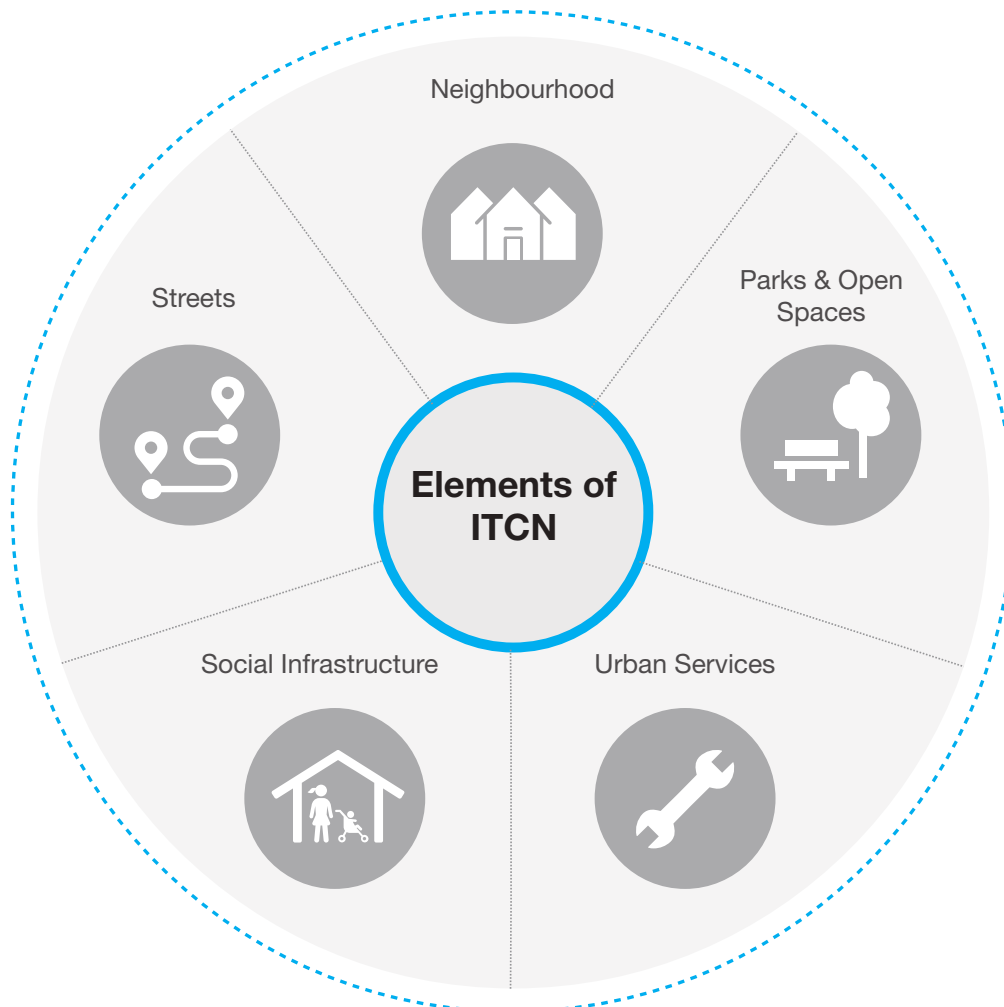 Neighbourhood
Parks & Open
Spaces
Streets
Elements of
ITCN
Social Infrastructure
Urban Services